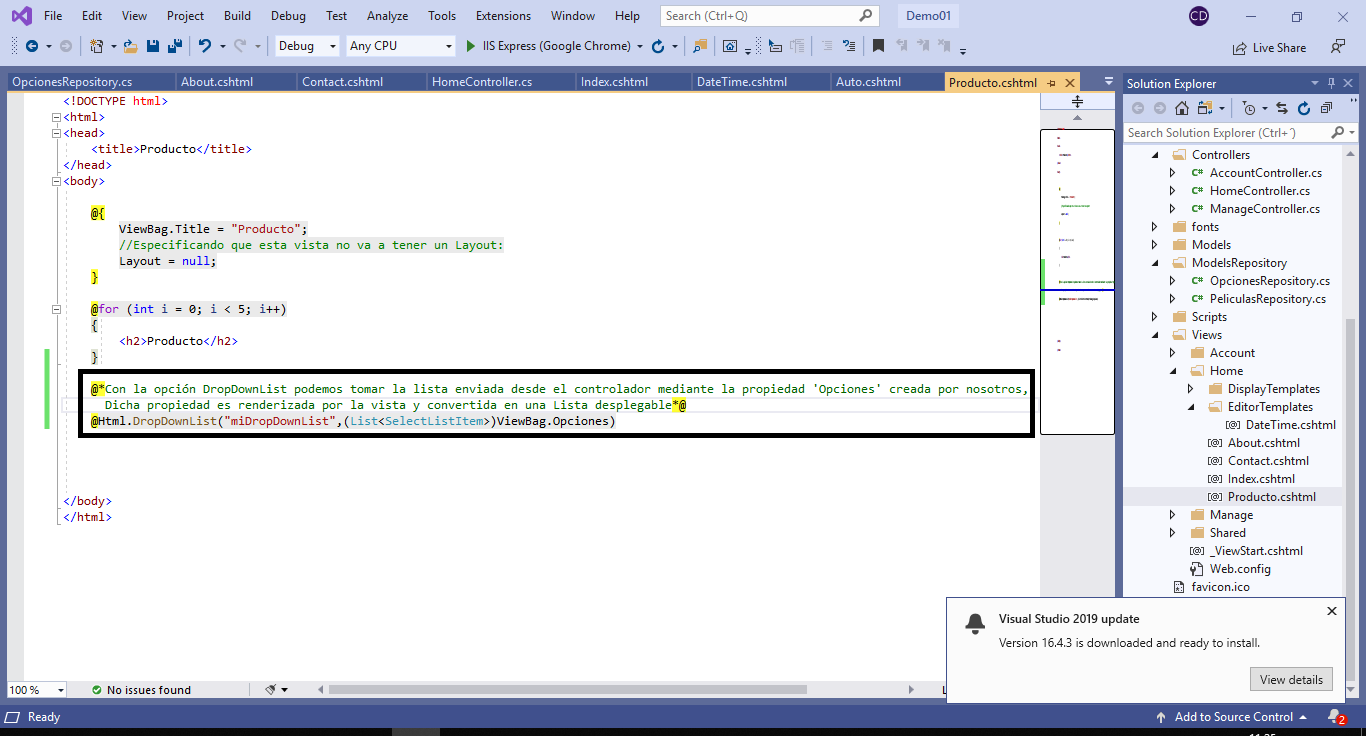 File Edit View Project Build Debug Test Analyze Tools Extensions Window Help Search (Ctrl+Q) Demo01 CD
Debug Any CPU IIS Express (Google Chrome) Live Share
OpcionesRepository.cs About.cshtml Contact.cshtml HomeController.cs Index.cshtml DateTime.cshtml Auto.cshtml Producto.cshtml
<!DOCTYPE html>
<html>
<head>
<title>Producto</title>
</head>
<body>
@{
ViewBag.Title = "Producto";
//Especificando que esta vista no va a tener un Layout:
Layout = null;
}
@for (int i = 0; i < 5; i++)
{
<h2>Producto</h2>
}
@*Con la opción DropDownList podemos tomar la lista enviada desde el controlador mediante la propiedad 'Opciones' creada por nosotros,
Dicha propiedad es renderizada por la vista y convertida en una Lista desplegable*@
@Html.DropDownList("miDropDownList",(List<SelectListItem>)ViewBag.Opciones)
</body>
</html>
Solution Explorer
Search Solution Explorer (Ctrl+´)
Controllers
C# AccountController.cs
C# HomeController.cs
C# ManageController.cs
fonts
Models
ModelsRepository
C# OpcionesRepository.cs
C# PeliculasRepository.cs
Scripts
Views
Account
Home
DisplayTemplates
EditorTemplates
[@] DateTime.cshtml
[@] About.cshtml
[@] Contact.cshtml
[@] Index.cshtml
[@] Producto.cshtml
Manage
Shared
[@] _ViewStart.cshtml
Web.config
favicon.ico
Visual Studio 2019 update
Version 16.4.3 is downloaded and ready to install.
View details
100 % No issues found
Ready Add to Source Control 2